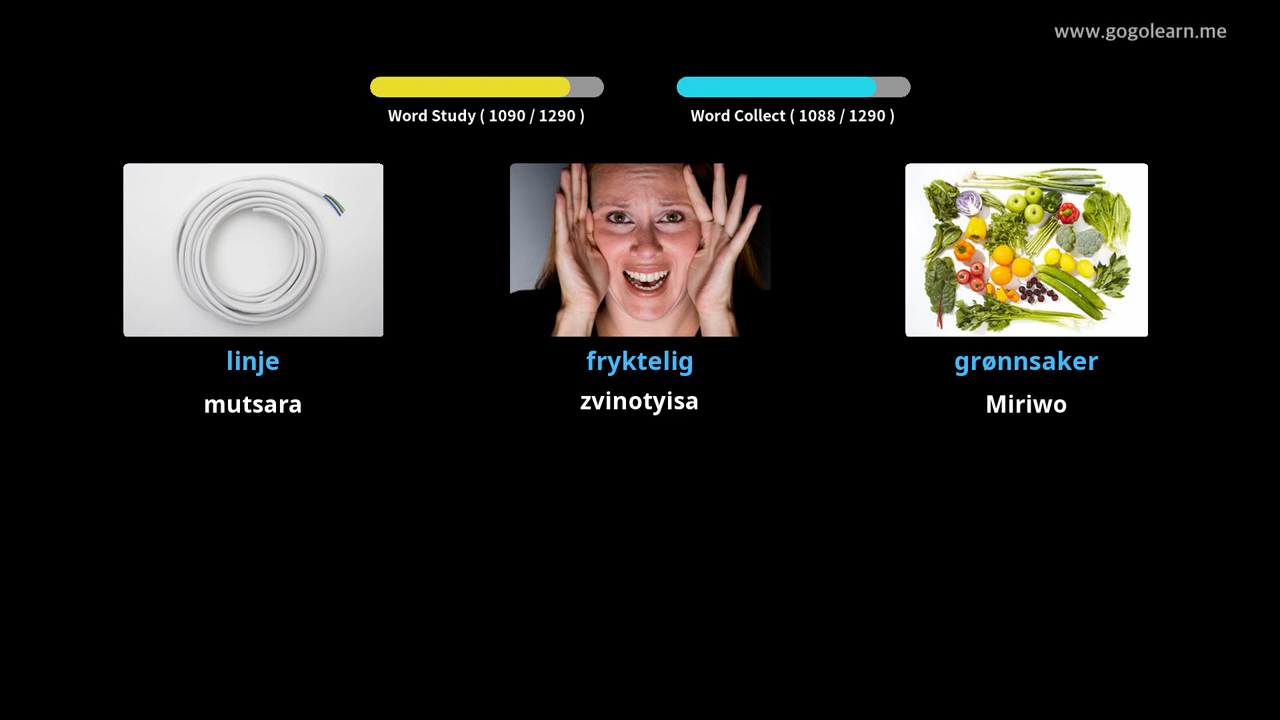 www.gogolearn.me
Word Study ( 1090 / 1290 )
Word Collect ( 1088 / 1290 )
linje
fryktelig
grønnsaker
mutsara
zvinotyisa
Miriwo